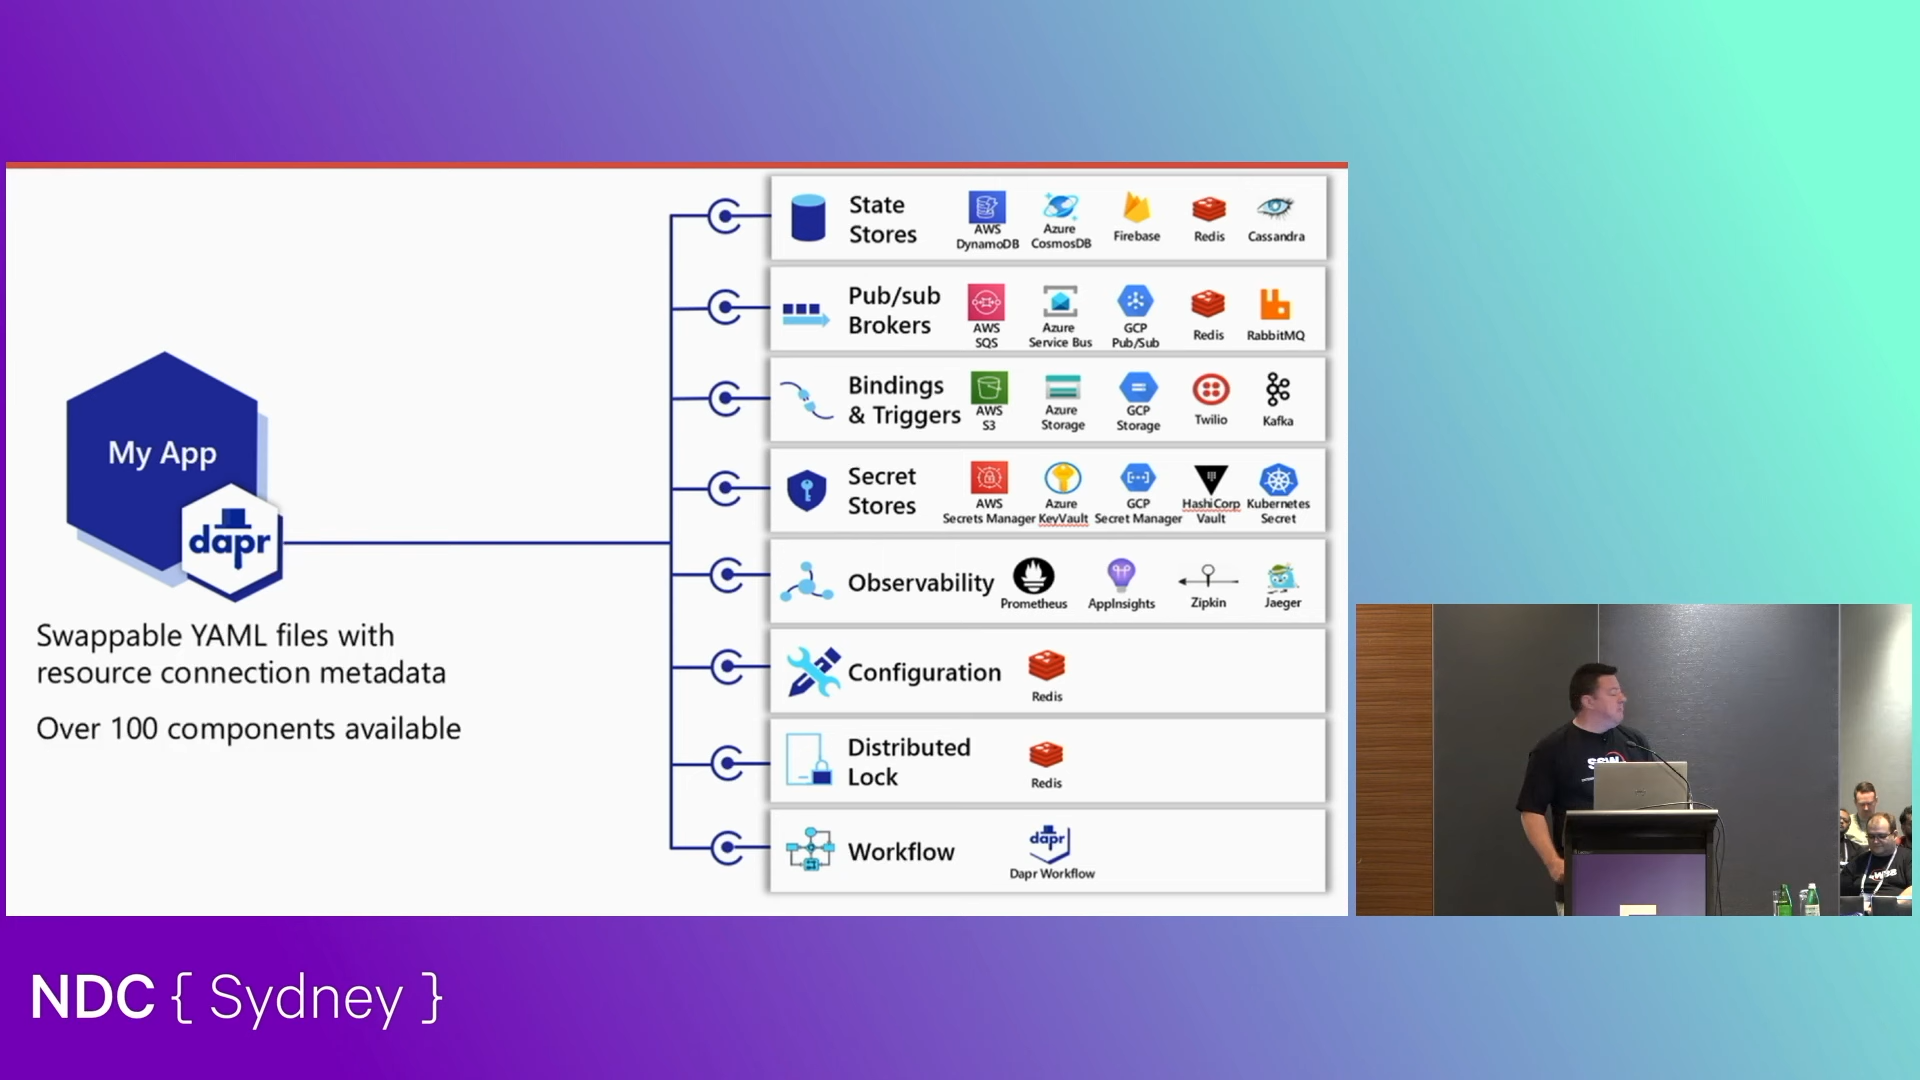 State
Stores
AWS
DynamoDB
Azure
CosmosDB
Firebase
Redis
Cassandra
Pub/sub
Brokers
AWS
SQS
Azure
Service Bus
GCP
Pub/Sub
Redis
RabbitMQ
Bindings
& Triggers
AWS
S3
Azure
Storage
GCP
Storage
Twilio
Kafka
Secret
Stores
AWS
Secrets Manager
Azure
KeyVault
GCP
Secret Manager
HashiCorp
Vault
Kubernetes
Secret
Observability
Prometheus
AppInsights
Zipkin
Jaeger
Configuration
Redis
Distributed
Lock
Redis
Workflow
dapr
Dapr Workflow
My App
dapr
Swappable YAML files with
resource connection metadata
Over 100 components available
SSW
NDC { Sydney }